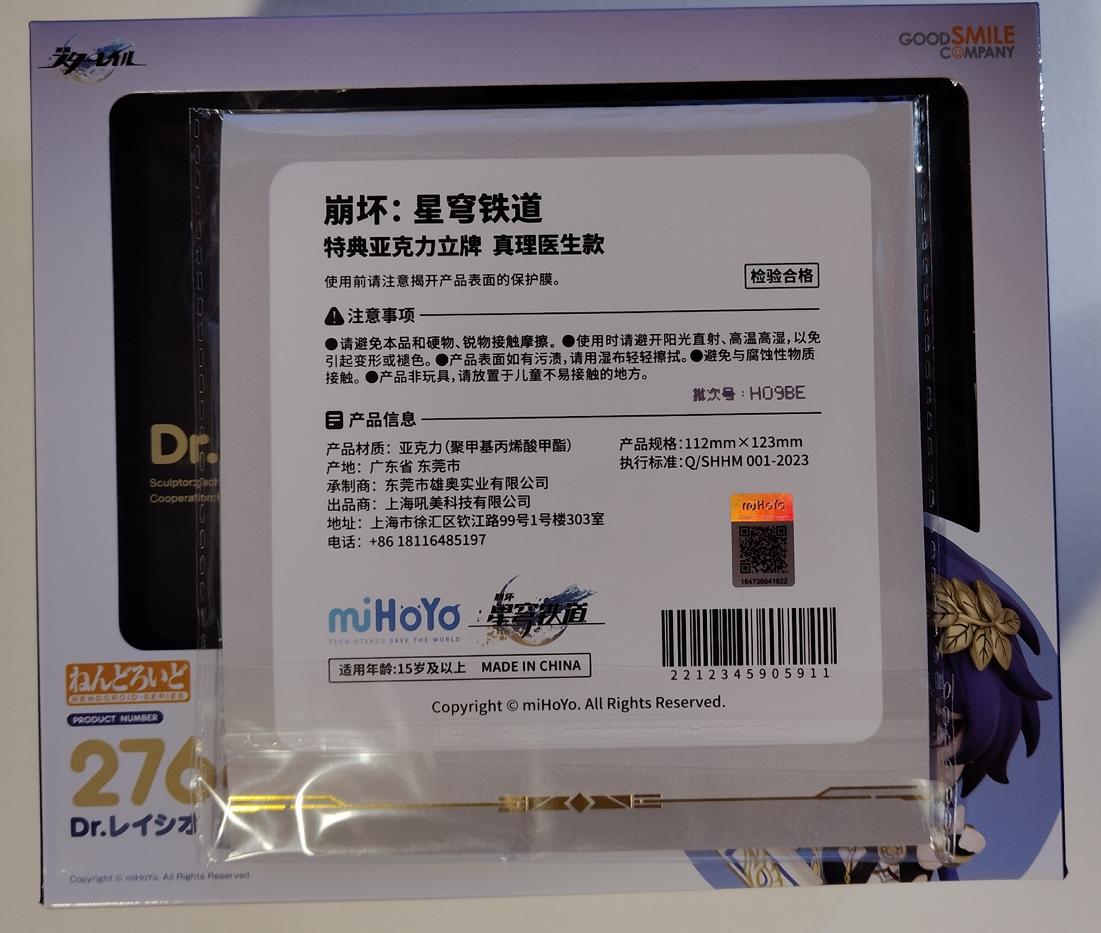 崩壊
スターレイル
GOODSMILE
COMPANY
崩坏：星穹铁道
特典亚克力立牌 真理医生款
使用前请注意揭开产品表面的保护膜。
检验合格
注意事项
●请避免本品和硬物、锐物接触摩擦。●使用时请避开阳光直射、高温高湿，以免
引起变形或褪色。●产品表面如有污渍，请用湿布轻轻擦拭。●避免与腐蚀性物质
接触。●产品非玩具，请放置于儿童不易接触的地方。
批次号：H09BE
产品信息
产品材质：亚克力（聚甲基丙烯酸甲酯）
产地：广东省 东莞市
承制商：东莞市雄奥实业有限公司
出品商：上海吼美科技有限公司
地址：上海市徐汇区钦江路99号1号楼303室
电话：+86 18116485197
产品规格：112mm×123mm
执行标准：Q/SHHM 001-2023
miHoYo
164736641822
miHoYo
TECH OTAKUS SAVE THE WORLD
崩坏
星穹铁道
2212345905911
适用年龄:15岁及以上 MADE IN CHINA
Copyright © miHoYo. All Rights Reserved.
Dr.
Sculptor:
Cooperation:
ねんどろいど
NENDOROID·SERIES
PRODUCT NUMBER
276
Dr.レイシオ
Copyright © miHoYo. All Rights Reserved.